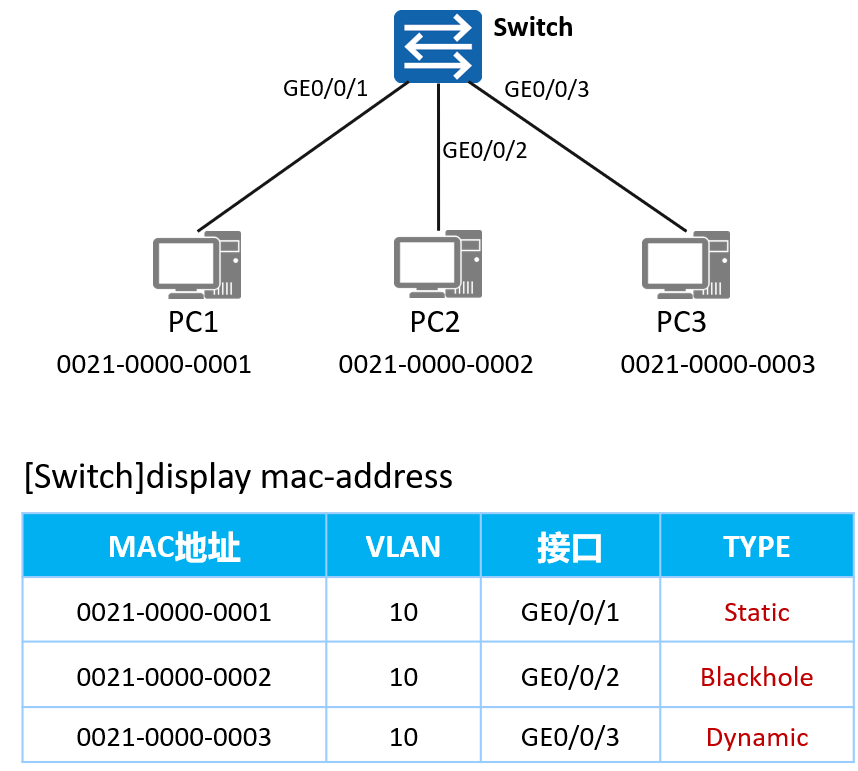 Switch
GE0/0/1
GE0/0/3
GE0/0/2
PC1
PC2
PC3
0021-0000-0001
0021-0000-0002
0021-0000-0003
[Switch]display mac-address
MAC地址 VLAN 接口 TYPE
0021-0000-0001 10 GE0/0/1 Static
0021-0000-0002 10 GE0/0/2 Blackhole
0021-0000-0003 10 GE0/0/3 Dynamic